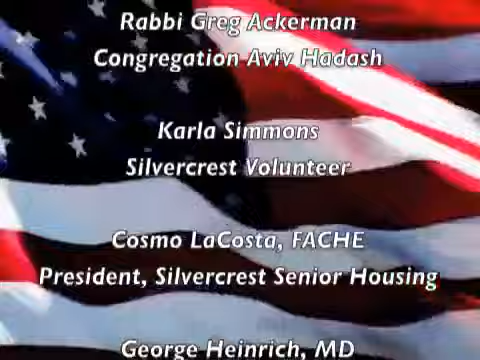 Rabbi Greg Ackerman
Congregation Aviv Hadash
Karla Simmons
Silvercrest Volunteer
Cosmo LaCosta, FACHE
President, Silvercrest Senior Housing
George Heinrich, MD